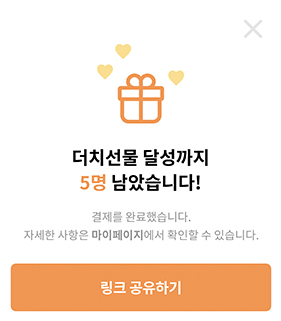 더치선물 달성까지
5명 남았습니다!
결제를 완료했습니다.
자세한 사항은 마이페이지에서 확인할 수 있습니다.
링크 공유하기